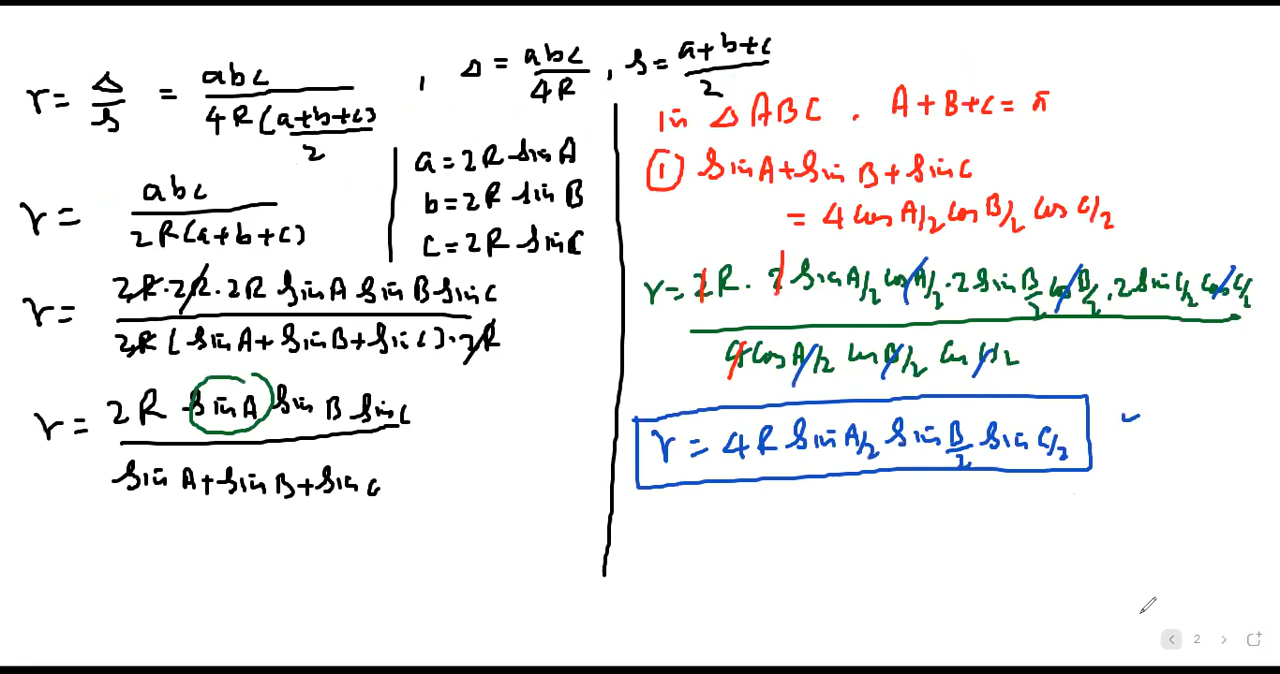 r = Δ/s = abc / 4R((a+b+c)/2) , Δ = abc/4R , s = (a+b+c)/2
r = abc / 2R(a+b+c)
a = 2R sin A
b = 2R sin B
c = 2R sin C
r = 2R·2R·2R sin A sin B sin C / 2R(sin A + sin B + sin C)·2R
r = 2R sin A sin B sin C / sin A + sin B + sin C
In Δ ABC , A + B + C = π
① sin A + sin B + sin C
= 4 cos A/2 cos B/2 cos C/2
r = 2R · 2 sin A/2 cos A/2 · 2 sin B/2 cos B/2 · 2 sin C/2 cos C/2 / 4 cos A/2 cos B/2 cos C/2
r = 4R sin A/2 sin B/2 sin C/2
2